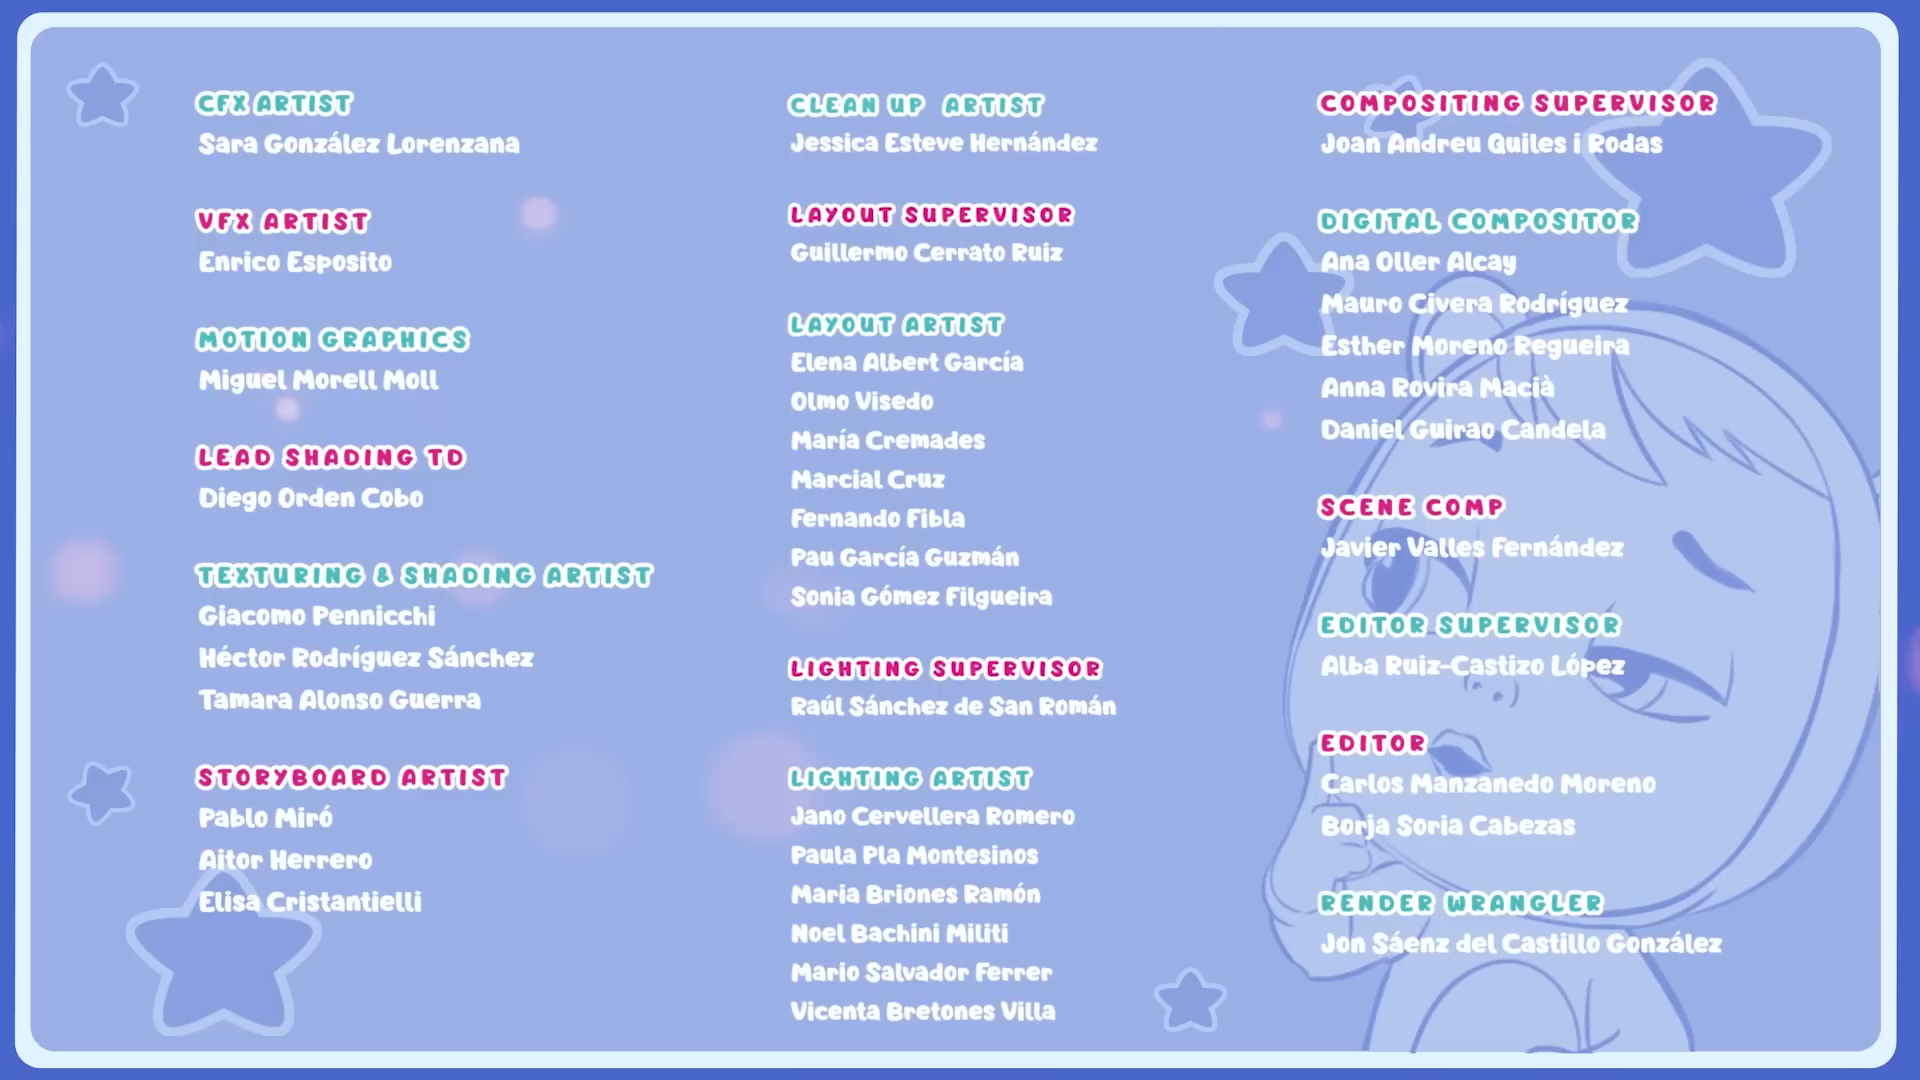 CFX ARTIST
Sara González Lorenzana
VFX ARTIST
Enrico Esposito
MOTION GRAPHICS
Miguel Morell Moll
LEAD SHADING TD
Diego Orden Cobo
TEXTURING & SHADING ARTIST
Giacomo Pennicchi
Héctor Rodríguez Sánchez
Tamara Alonso Guerra
STORYBOARD ARTIST
Pablo Miró
Aitor Herrero
Elisa Cristantielli
CLEAN UP ARTIST
Jessica Esteve Hernández
LAYOUT SUPERVISOR
Guillermo Cerrato Ruiz
LAYOUT ARTIST
Elena Albert García
Olmo Visedo
María Cremades
Marcial Cruz
Fernando Fibla
Pau García Guzmán
Sonia Gómez Filgueira
LIGHTING SUPERVISOR
Raúl Sánchez de San Román
LIGHTING ARTIST
Jano Cervellera Romero
Paula Pla Montesinos
Maria Briones Ramón
Noel Bachini Militi
Mario Salvador Ferrer
Vicenta Bretones Villa
COMPOSITING SUPERVISOR
Joan Andreu Quiles i Rodas
DIGITAL COMPOSITOR
Ana Oller Alcay
Mauro Civera Rodríguez
Esther Moreno Regueira
Anna Rovira Macià
Daniel Guirao Candela
SCENE COMP
Javier Valles Fernández
EDITOR SUPERVISOR
Alba Ruiz-Castizo López
EDITOR
Carlos Manzanedo Moreno
Borja Soria Cabezas
RENDER WRANGLER
Jon Sáenz del Castillo González